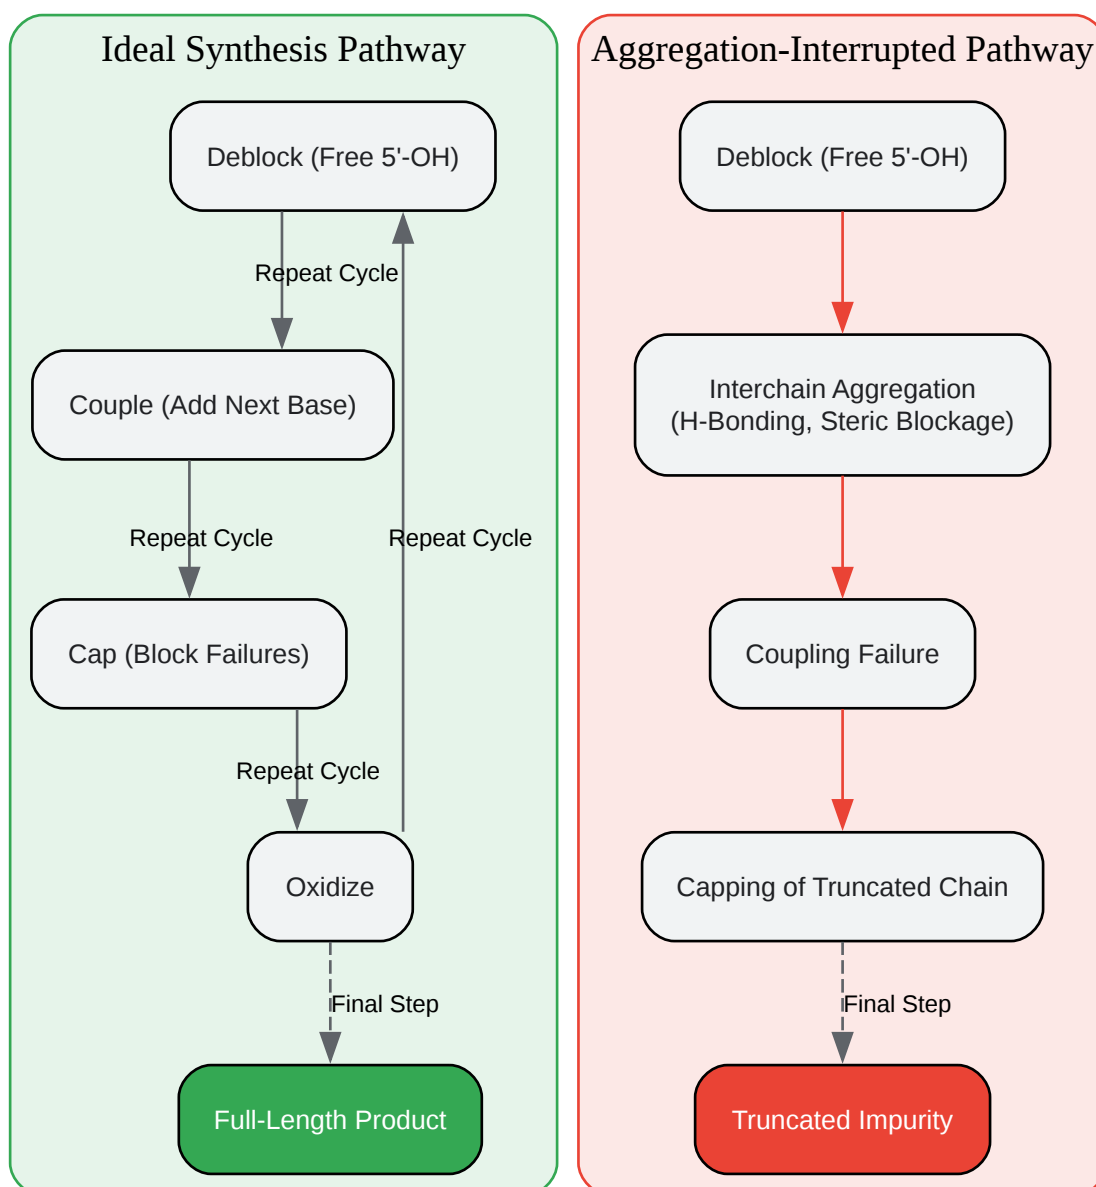 Ideal Synthesis Pathway
Deblock (Free 5'-OH)
Repeat Cycle
Couple (Add Next Base)
Repeat Cycle
Repeat Cycle
Cap (Block Failures)
Repeat Cycle
Oxidize
Final Step
Full-Length Product
Aggregation-Interrupted Pathway
Deblock (Free 5'-OH)
Interchain Aggregation
(H-Bonding, Steric Blockage)
Coupling Failure
Capping of Truncated Chain
Final Step
Truncated Impurity